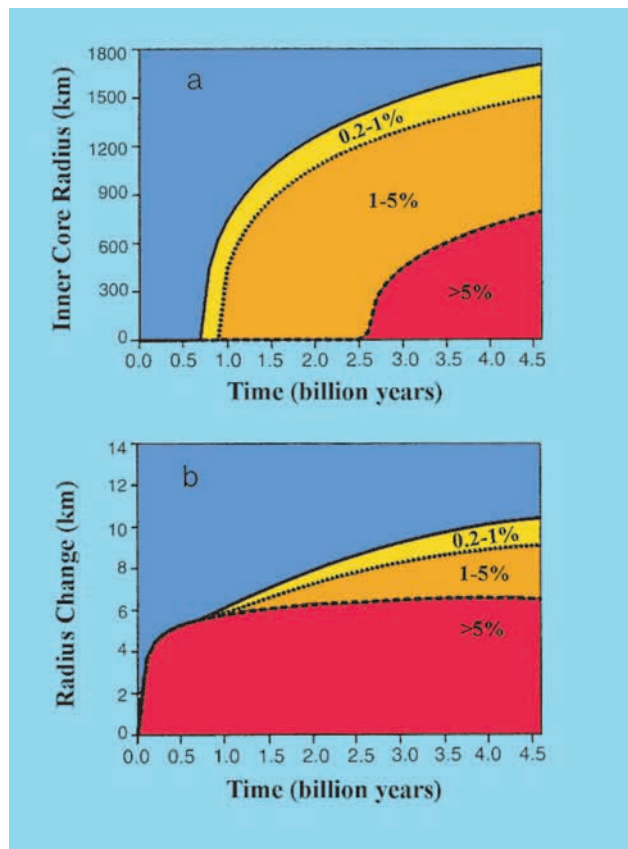 a
1800
1500
1200
900
600
300
0
Inner Core Radius (km)
0.2-1%
1-5%
>5%
0.0 0.5 1.0 1.5 2.0 2.5 3.0 3.5 4.0 4.5
Time (billion years)
b
14
12
10
8
6
4
2
0
Radius Change (km)
0.2-1%
1-5%
>5%
0.0 0.5 1.0 1.5 2.0 2.5 3.0 3.5 4.0 4.5
Time (billion years)